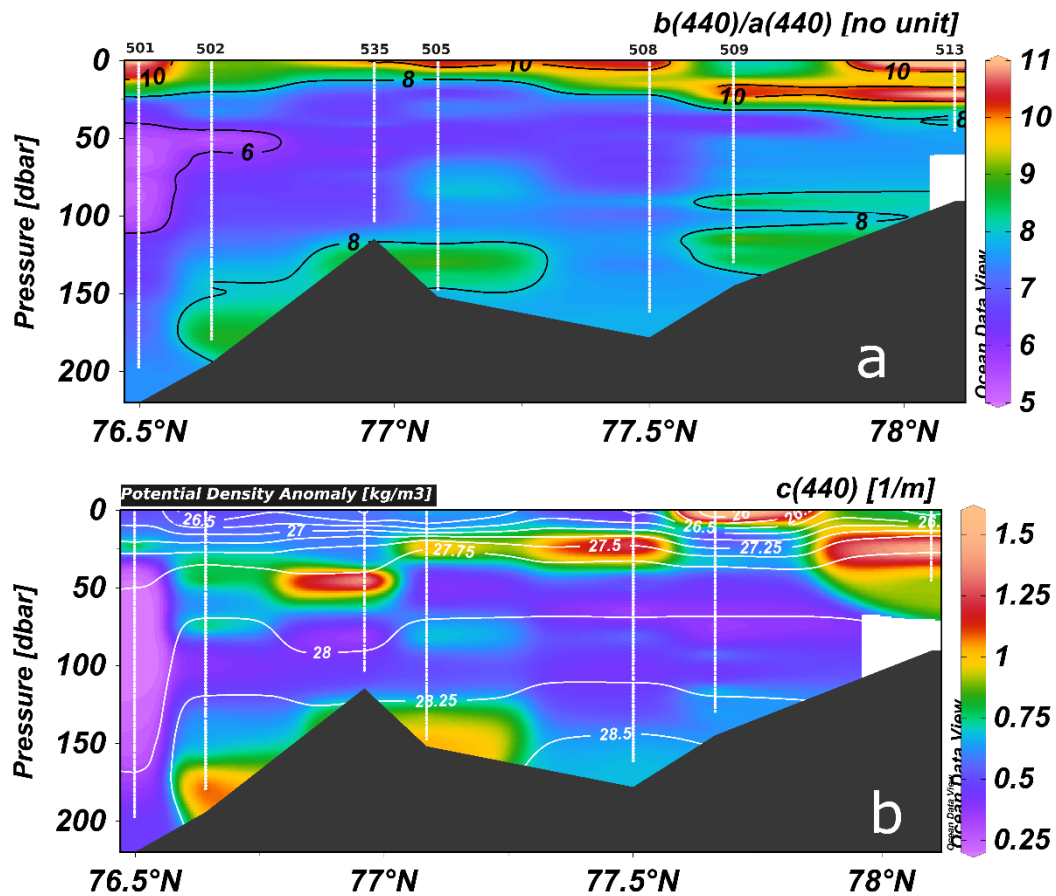 b(440)/a(440) [no unit]
501 502 535 505 508 509 513
0
50
100
150
200
Pressure [dbar]
10 8 10 10 10 8
6
8 8
a
76.5°N 77°N 77.5°N 78°N
11
10
9
8
7
6
5
Ocean Data View
Potential Density Anomaly [kg/m3]
c(440) [1/m]
0
50
100
150
200
Pressure [dbar]
26.5 27 27.75 27.5 26 26.5 27.25 26
28
28.25
28.5
b
76.5°N 77°N 77.5°N 78°N
1.5
1.25
1
0.75
0.5
0.25
Ocean Data View
Ocean Data View